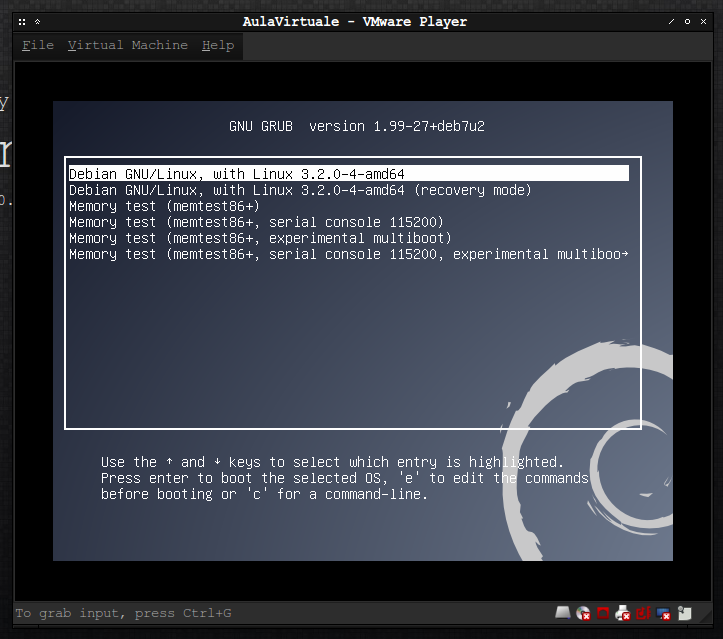 AulaVirtuale - VMware Player
File Virtual Machine Help
GNU GRUB  version 1.99-27+deb7u2
Debian GNU/Linux, with Linux 3.2.0-4-amd64
Debian GNU/Linux, with Linux 3.2.0-4-amd64 (recovery mode)
Memory test (memtest86+)
Memory test (memtest86+, serial console 115200)
Memory test (memtest86+, experimental multiboot)
Memory test (memtest86+, serial console 115200, experimental multiboo→
Use the ↑ and ↓ keys to select which entry is highlighted.
Press enter to boot the selected OS, 'e' to edit the commands
before booting or 'c' for a command-line.
To grab input, press Ctrl+G